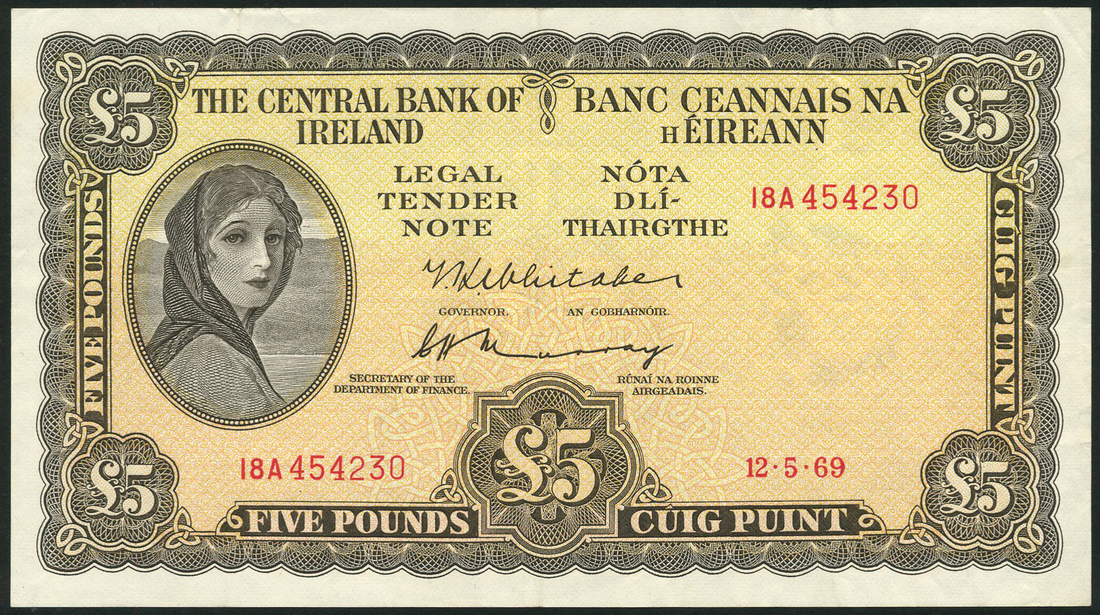 £5
£5
THE CENTRAL BANK OF
IRELAND
BANC CEANNAIS NA
hÉIREANN
LEGAL
TENDER
NOTE
NÓTA
DLÍ-
THAIRGTHE
18A 454230
FIVE POUNDS
CÚIG PUINT
T.K. Whitaker
GOVERNOR.
AN GOBHARNÓIR.
C.H. Murray
SECRETARY OF THE
DEPARTMENT OF FINANCE.
RÚNAÍ NA ROINNE
AIRGEADAIS.
18A 454230
12·5·69
£5
£5
£5
FIVE POUNDS
CÚIG PUINT